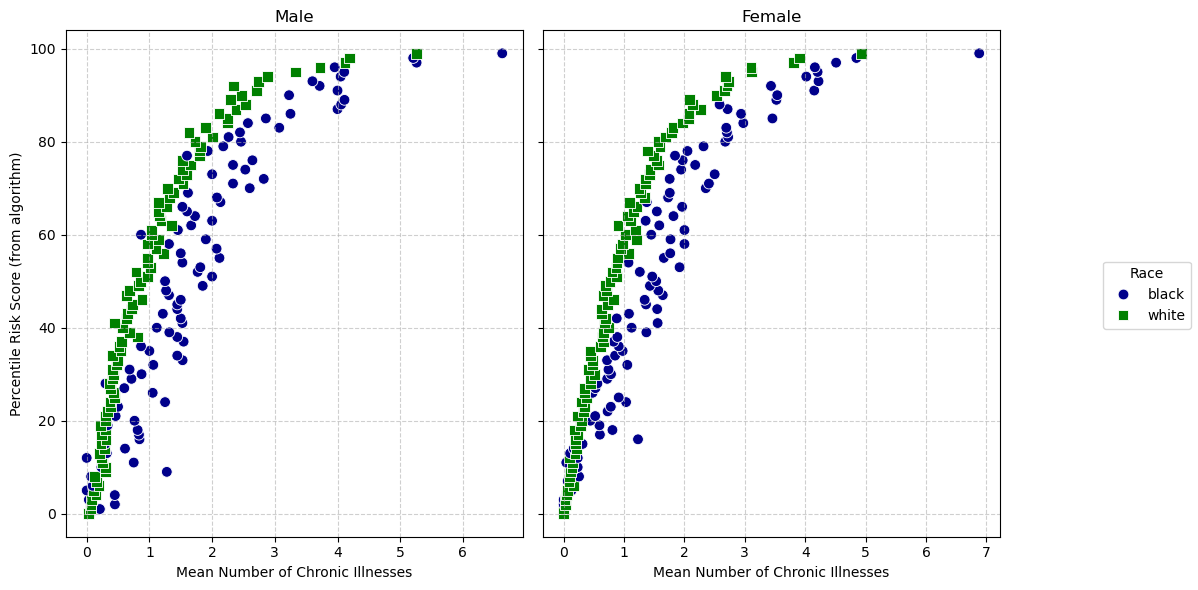 Male
Female
100
80
60
40
20
0
Percentile Risk Score (from algorithm)
0 1 2 3 4 5 6
0 1 2 3 4 5 6 7
Mean Number of Chronic Illnesses
Mean Number of Chronic Illnesses
Race
black
white